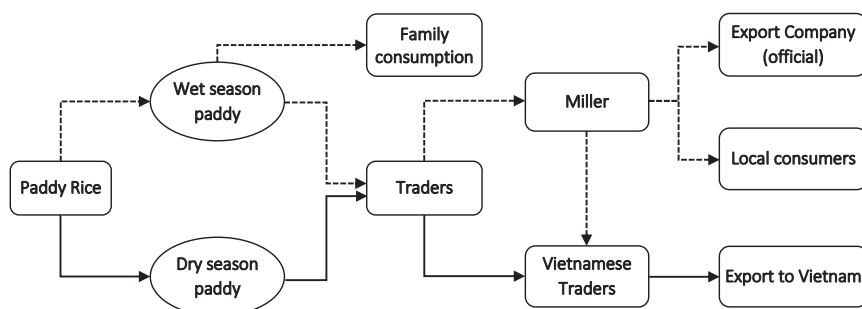 Family
consumption
Export Company
(official)
Wet season
paddy
Miller
Local consumers
Paddy Rice
Traders
Dry season
paddy
Vietnamese
Traders
Export to Vietnam